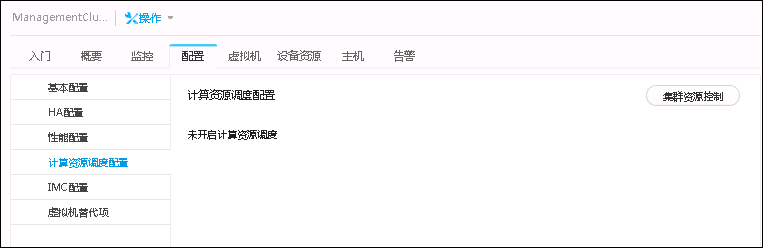 ManagementClu... 操作
入门 概要 监控 配置 虚拟机 设备资源 主机 告警
基本配置
计算资源调度配置 集群资源控制
HA配置
性能配置
未开启计算资源调度
计算资源调度配置
IMC配置
虚拟机替代项